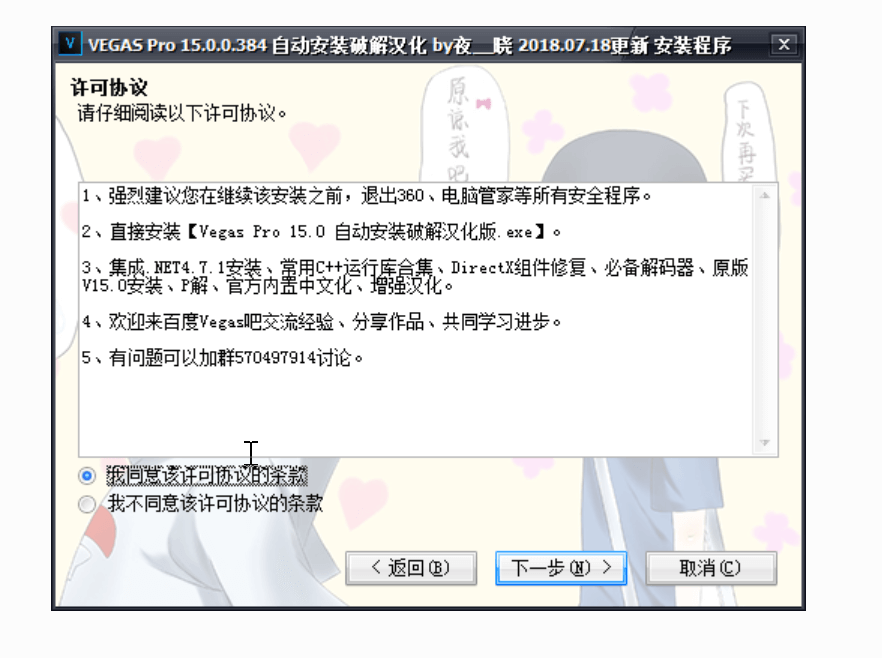 VEGAS Pro 15.0.0.384 自动安装破解汉化 by夜__晓 2018.07.18更新 安装程序
许可协议
请仔细阅读以下许可协议。
原谅我吧
下次再买
1、强烈建议您在继续该安装之前，退出360、电脑管家等所有安全程序。
2、直接安装【Vegas Pro 15.0 自动安装破解汉化版.exe】。
3、集成.NET4.7.1安装、常用C++运行库合集、DirectX组件修复、必备解码器、原版
V15.0安装、P解、官方内置中文化、增强汉化。
4、欢迎来百度Vegas吧交流经验、分享作品、共同学习进步。
5、有问题可以加群570497914讨论。
我同意该许可协议的条款
我不同意该许可协议的条款
< 返回(B)
下一步(N) >
取消(C)